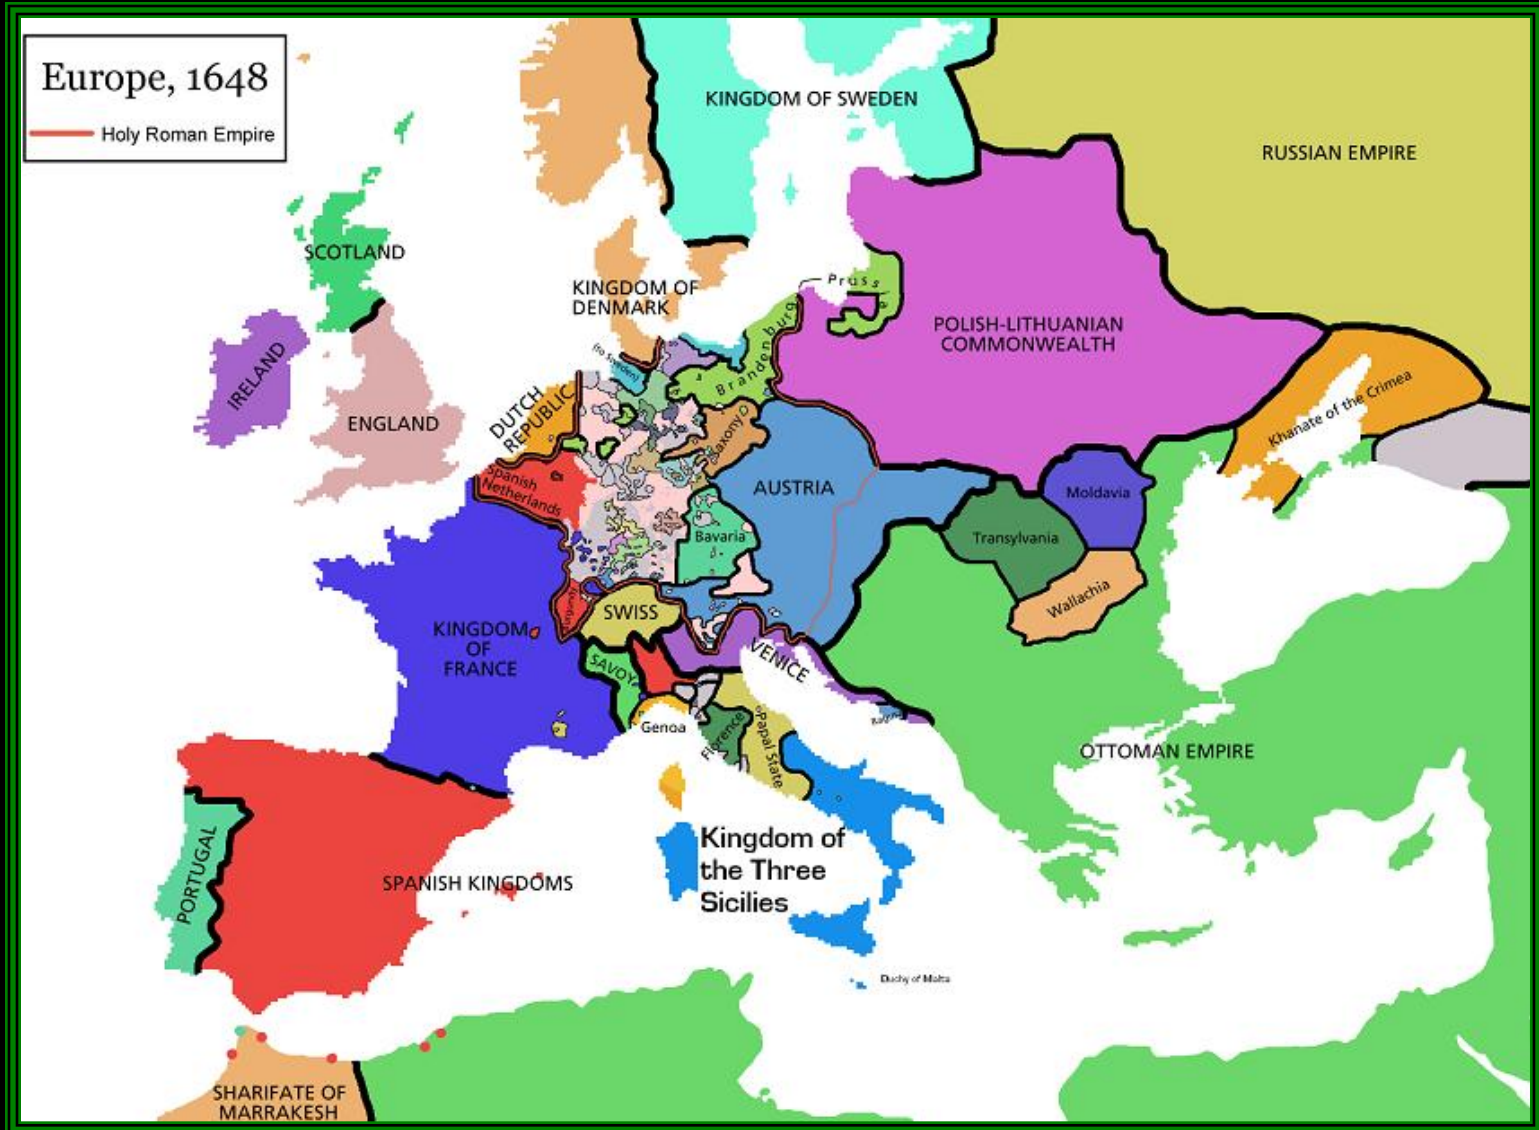 Europe, 1648
Holy Roman Empire
KINGDOM OF SWEDEN
RUSSIAN EMPIRE
SCOTLAND
KINGDOM OF
DENMARK
Pruss
POLISH-LITHUANIAN
COMMONWEALTH
IRELAND
ENGLAND
(to Sweden)
Brandenburg
DUTCH
REPUBLIC
Saxony
Khanate of the Crimea
Spanish
Netherlands
AUSTRIA
Moldavia
Bavaria
Transylvania
Wallachia
Burgundy
SWISS
KINGDOM
OF
FRANCE
SAVOY
VENICE
Genoa
Florence
Papal State
OTTOMAN EMPIRE
Kingdom of
the Three
Sicilies
PORTUGAL
SPANISH KINGDOMS
Duchy of Malta
SHARIFATE OF
MARRAKESH